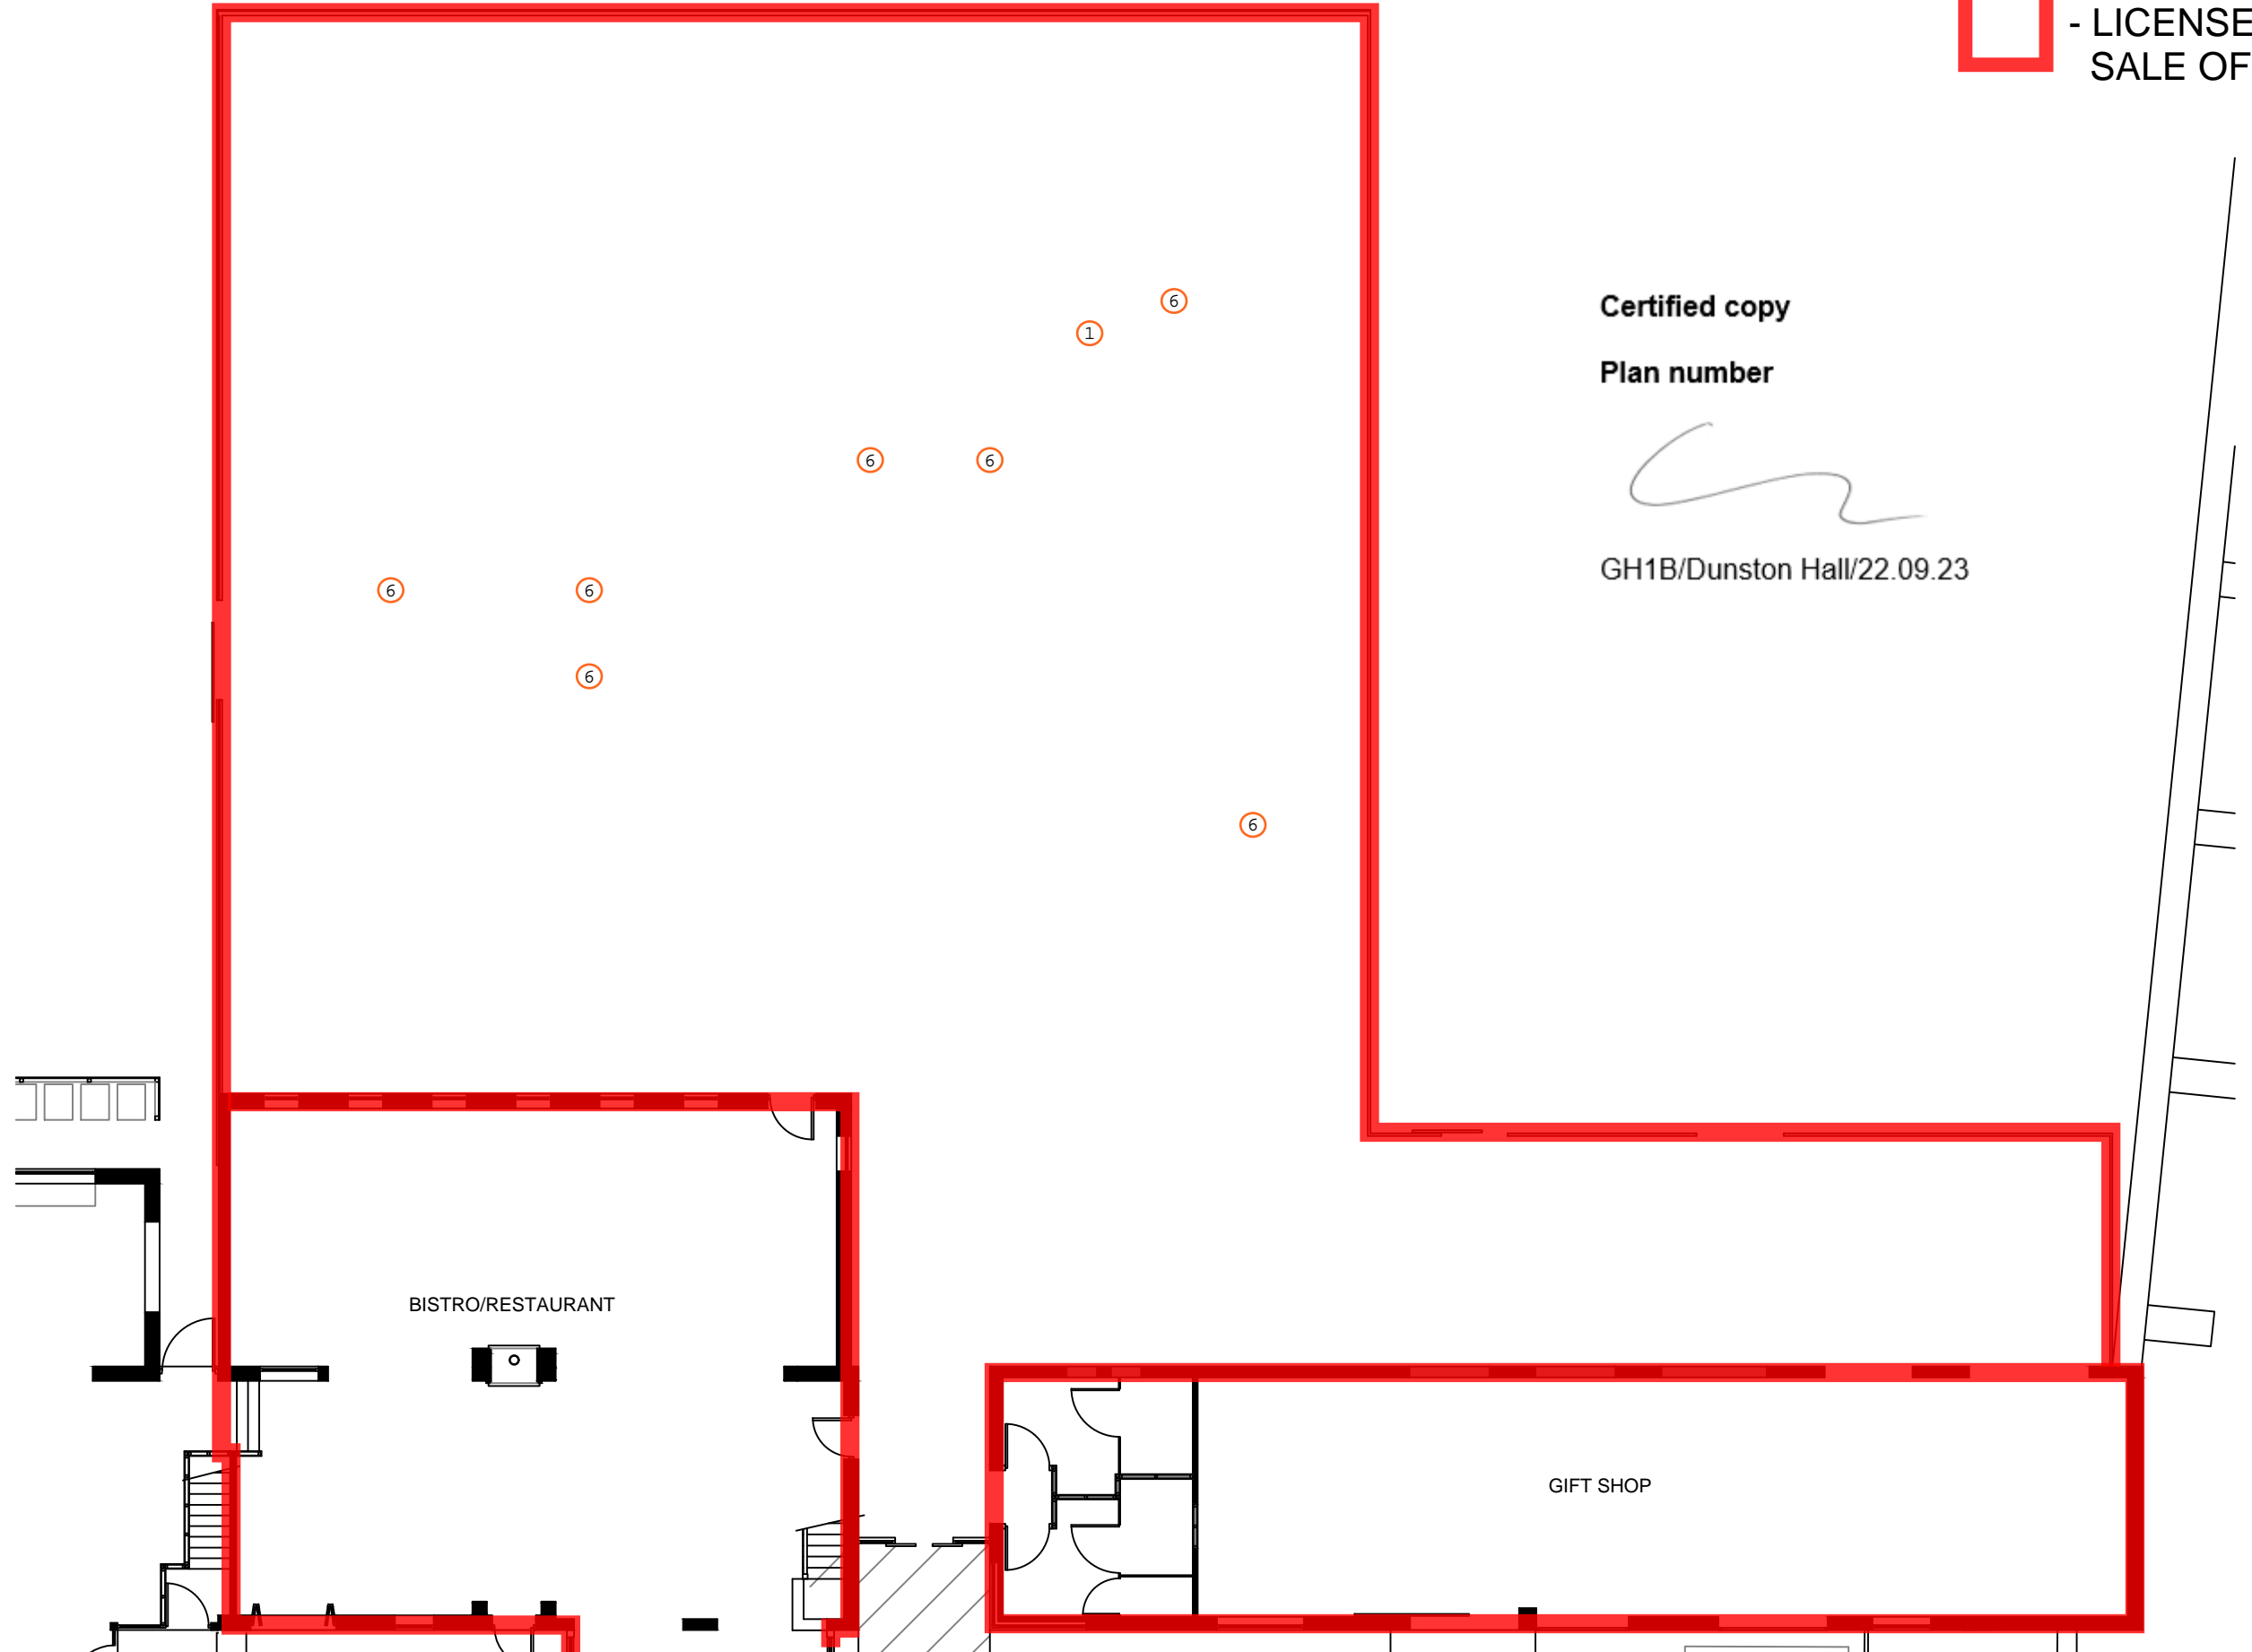 - LICENSE
SALE OF
6
1
Certified copy
Plan number
6
6
GH1B/Dunston Hall/22.09.23
6
6
6
6
BISTRO/RESTAURANT
GIFT SHOP